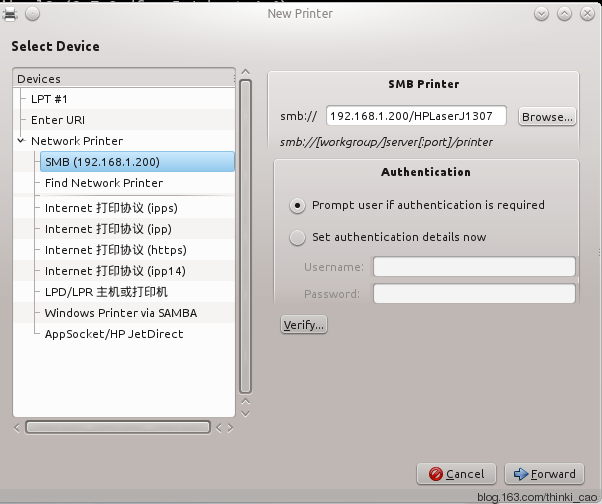 New Printer
Select Device
Devices
LPT #1
Enter URI
Network Printer
SMB (192.168.1.200)
Find Network Printer
Internet 打印协议 (ipps)
Internet 打印协议 (ipp)
Internet 打印协议 (https)
Internet 打印协议 (ipp14)
LPD/LPR 主机或打印机
Windows Printer via SAMBA
AppSocket/HP JetDirect
SMB Printer
smb:// 192.168.1.200/HPLaserJ1307 Browse...
smb://[workgroup/]server[:port]/printer
Authentication
Prompt user if authentication is required
Set authentication details now
Username:
Password:
Verify...
Cancel Forward
blog.163.com/thinki_cao